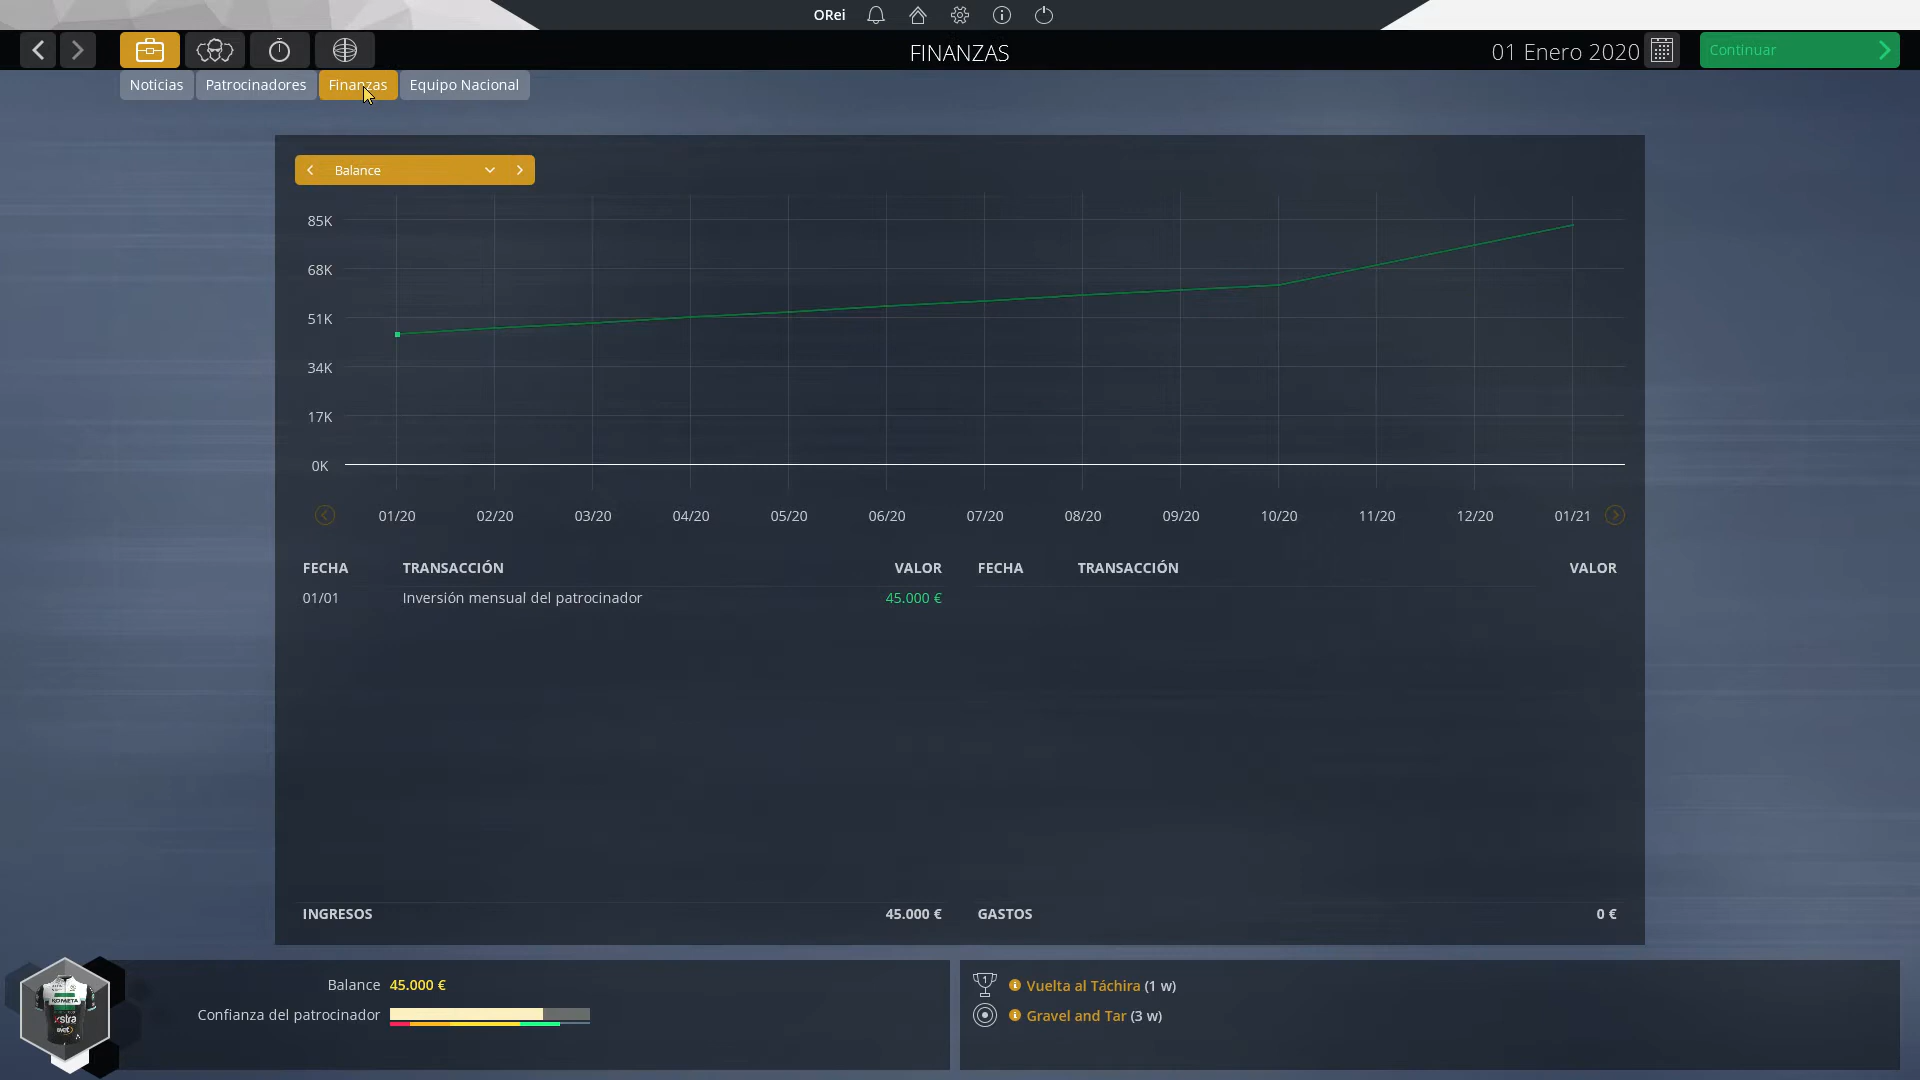 ORei
FINANZAS
01 Enero 2020
Continuar
Noticias
Patrocinadores
Finanzas
Equipo Nacional
Balance
85K
68K
51K
34K
17K
0K
01/20 02/20 03/20 04/20 05/20 06/20 07/20 08/20 09/20 10/20 11/20 12/20 01/21
FECHA TRANSACCIÓN VALOR FECHA TRANSACCIÓN VALOR
01/01 Inversión mensual del patrocinador 45.000 €
INGRESOS 45.000 € GASTOS 0 €
Balance 45.000 €
Confianza del patrocinador
1
Vuelta al Táchira (1 w)
Gravel and Tar (3 w)
KOMETA
xstra